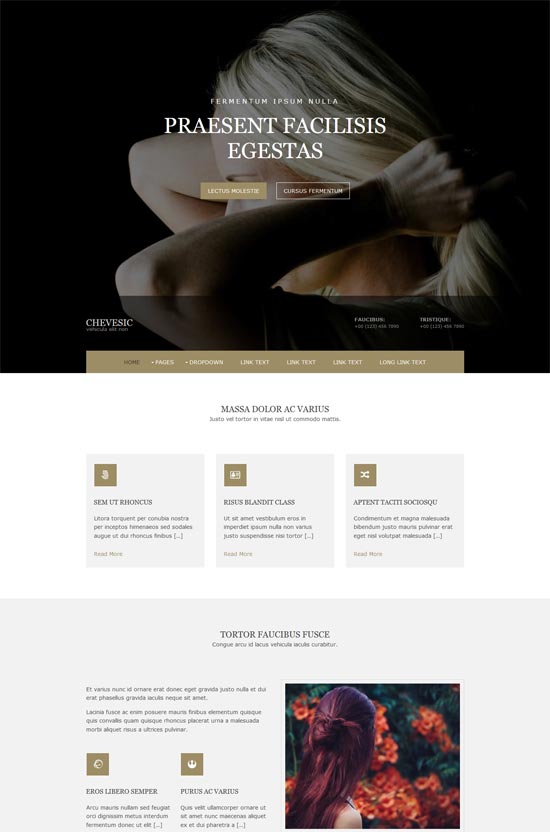 FERMENTUM IPSUM NULLA
PRAESENT FACILISIS
EGESTAS
LECTUS MOLESTIE
CURSUS FERMENTUM
CHEVESIC
vehicula elit non
FAUCIBUS:
+00 (123) 456 7890
TRISTIQUE:
+00 (123) 456 7890
HOME
PAGES
DROPDOWN
LINK TEXT
LINK TEXT
LINK TEXT
LONG LINK TEXT
MASSA DOLOR AC VARIUS
Justo vel tortor in vitae nisl ut commodo mattis.
SEM UT RHONCUS
Litora torquent per conubia nostra
per inceptos himenaeos sed sodales
augue ut dui rhoncus finibus [...]
Read More
RISUS BLANDIT CLASS
Ut sit amet vestibulum eros in
imperdiet ipsum nulla non varius
justo suspendisse nisi tortor [...]
Read More
APTENT TACITI SOCIOSQU
Condimentum et magna malesuada
bibendum justo mauris pulvinar erat
eget nisl volutpat malesuada [...]
Read More
TORTOR FAUCIBUS FUSCE
Congue arcu id lacus vehicula iaculis curabitur.
Et varius nunc id ornare erat donec eget gravida justo nulla et dui
erat phasellus gravida iaculis neque sit amet.
Lacinia fusce ac enim posuere mauris finibus elementum quisque
quis convallis quam quisque rhoncus placerat urna a malesuada
morbi aliquet risus a ultrices pulvinar.
EROS LIBERO SEMPER
Arcu mauris nullam sed feugiat
orci dignissim metus interdum
fermentum donec ut elit [...]
PURUS AC VARIUS
Quis velit ullamcorper ornare ut
sit amet nunc maecenas aliquet
ex et dui pharetra a [...]